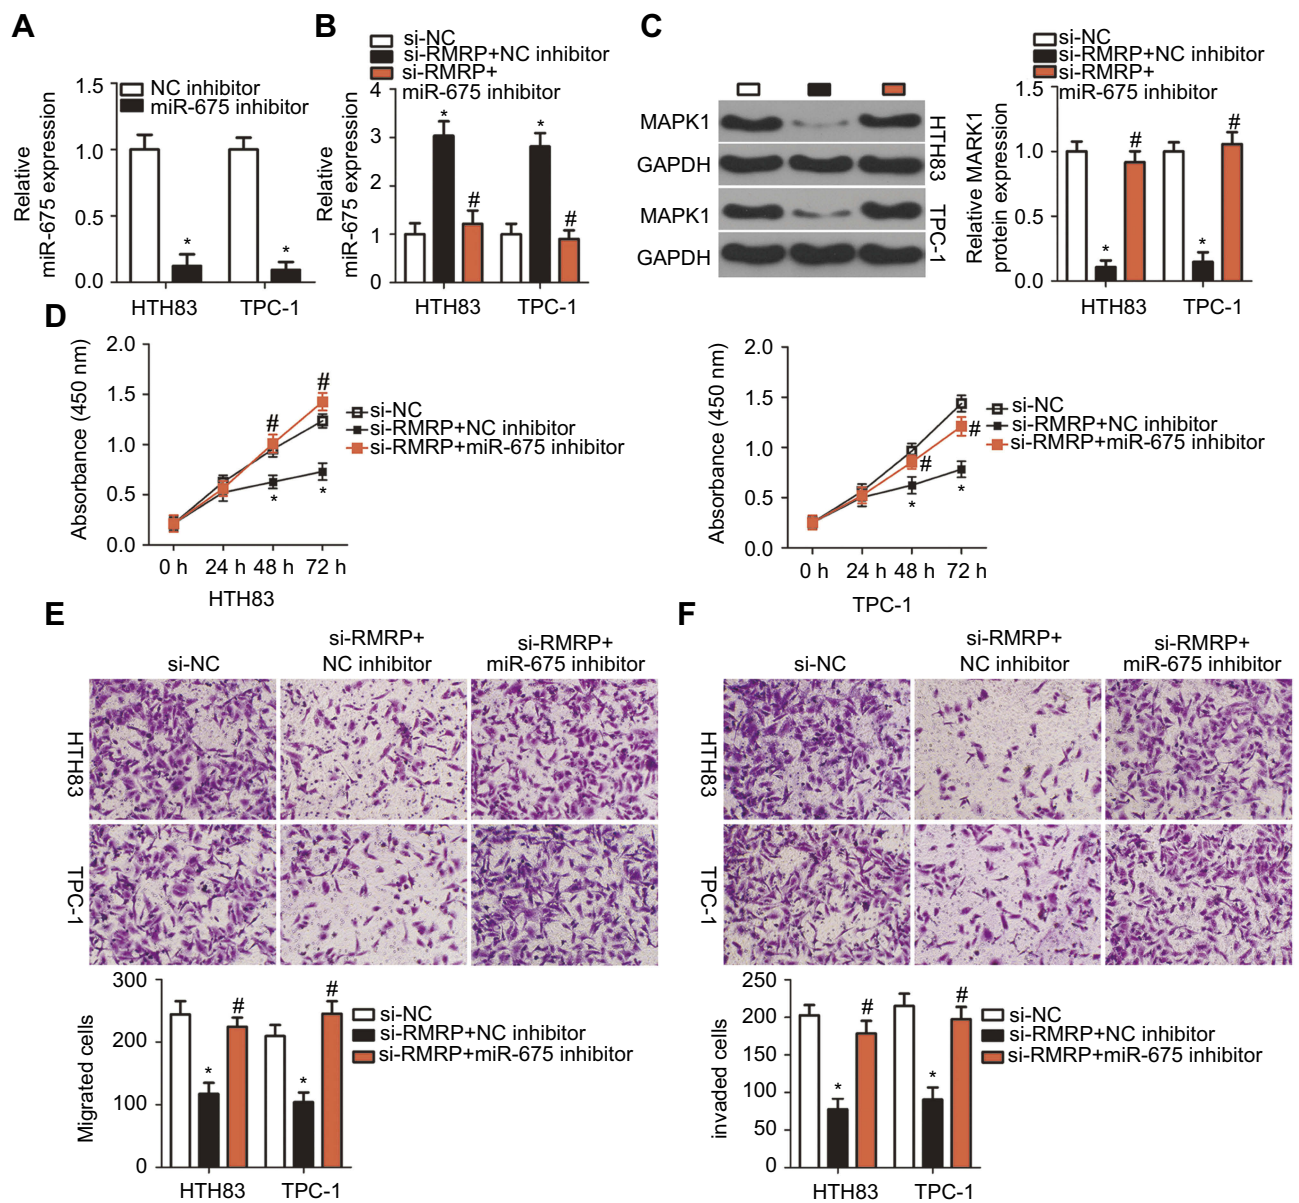 A
1.5
1.0
0.5
0.0
Relative
miR-675 expression
NC inhibitor
miR-675 inhibitor
*
*
HTH83
TPC-1
B
si-NC
si-RMRP+NC inhibitor
si-RMRP+
miR-675 inhibitor
4
3
2
1
0
Relative
miR-675 expression
*
#
*
#
HTH83
TPC-1
C
MAPK1
GAPDH
MAPK1
GAPDH
HTH83
TPC-1
si-NC
si-RMRP+NC inhibitor
si-RMRP+
miR-675 inhibitor
1.5
1.0
0.5
0.0
Relative MARK1
protein expression
*
#
*
#
HTH83
TPC-1
D
2.0
1.5
1.0
0.5
0.0
Absorbance (450 nm)
#
#
*
*
0 h
24 h
48 h
72 h
HTH83
si-NC
si-RMRP+NC inhibitor
si-RMRP+miR-675 inhibitor
2.0
1.5
1.0
0.5
0.0
Absorbance (450 nm)
#
#
*
*
0 h
24 h
48 h
72 h
TPC-1
si-NC
si-RMRP+NC inhibitor
si-RMRP+miR-675 inhibitor
E
si-NC
si-RMRP+
NC inhibitor
si-RMRP+
miR-675 inhibitor
HTH83
TPC-1
300
200
100
0
Migrated cells
*
#
*
#
HTH83
TPC-1
si-NC
si-RMRP+NC inhibitor
si-RMRP+miR-675 inhibitor
F
si-NC
si-RMRP+
NC inhibitor
si-RMRP+
miR-675 inhibitor
HTH83
TPC-1
250
200
150
100
50
0
invaded cells
*
#
*
#
HTH83
TPC-1
si-NC
si-RMRP+NC inhibitor
si-RMRP+miR-675 inhibitor